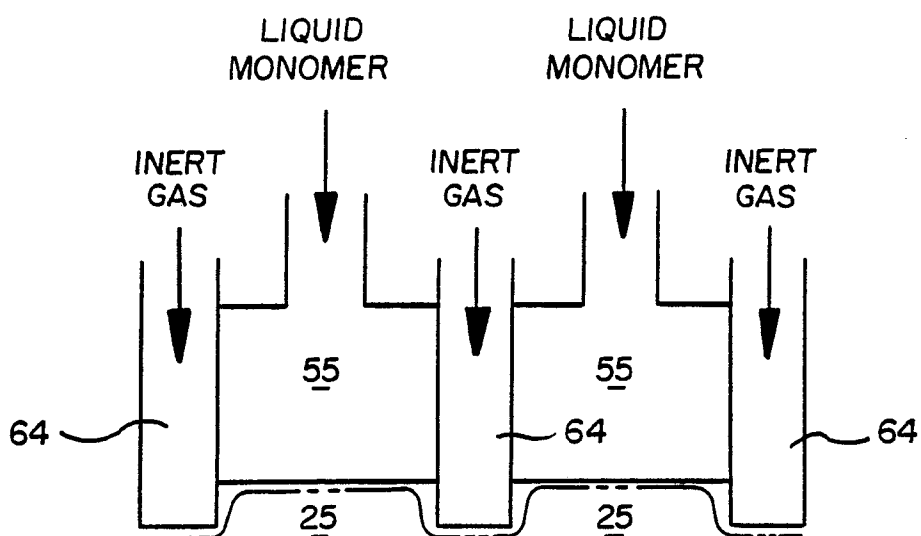 LIQUID
MONOMER
LIQUID
MONOMER
INERT
GAS
INERT
GAS
INERT
GAS
55
55
64
64
64
25
25